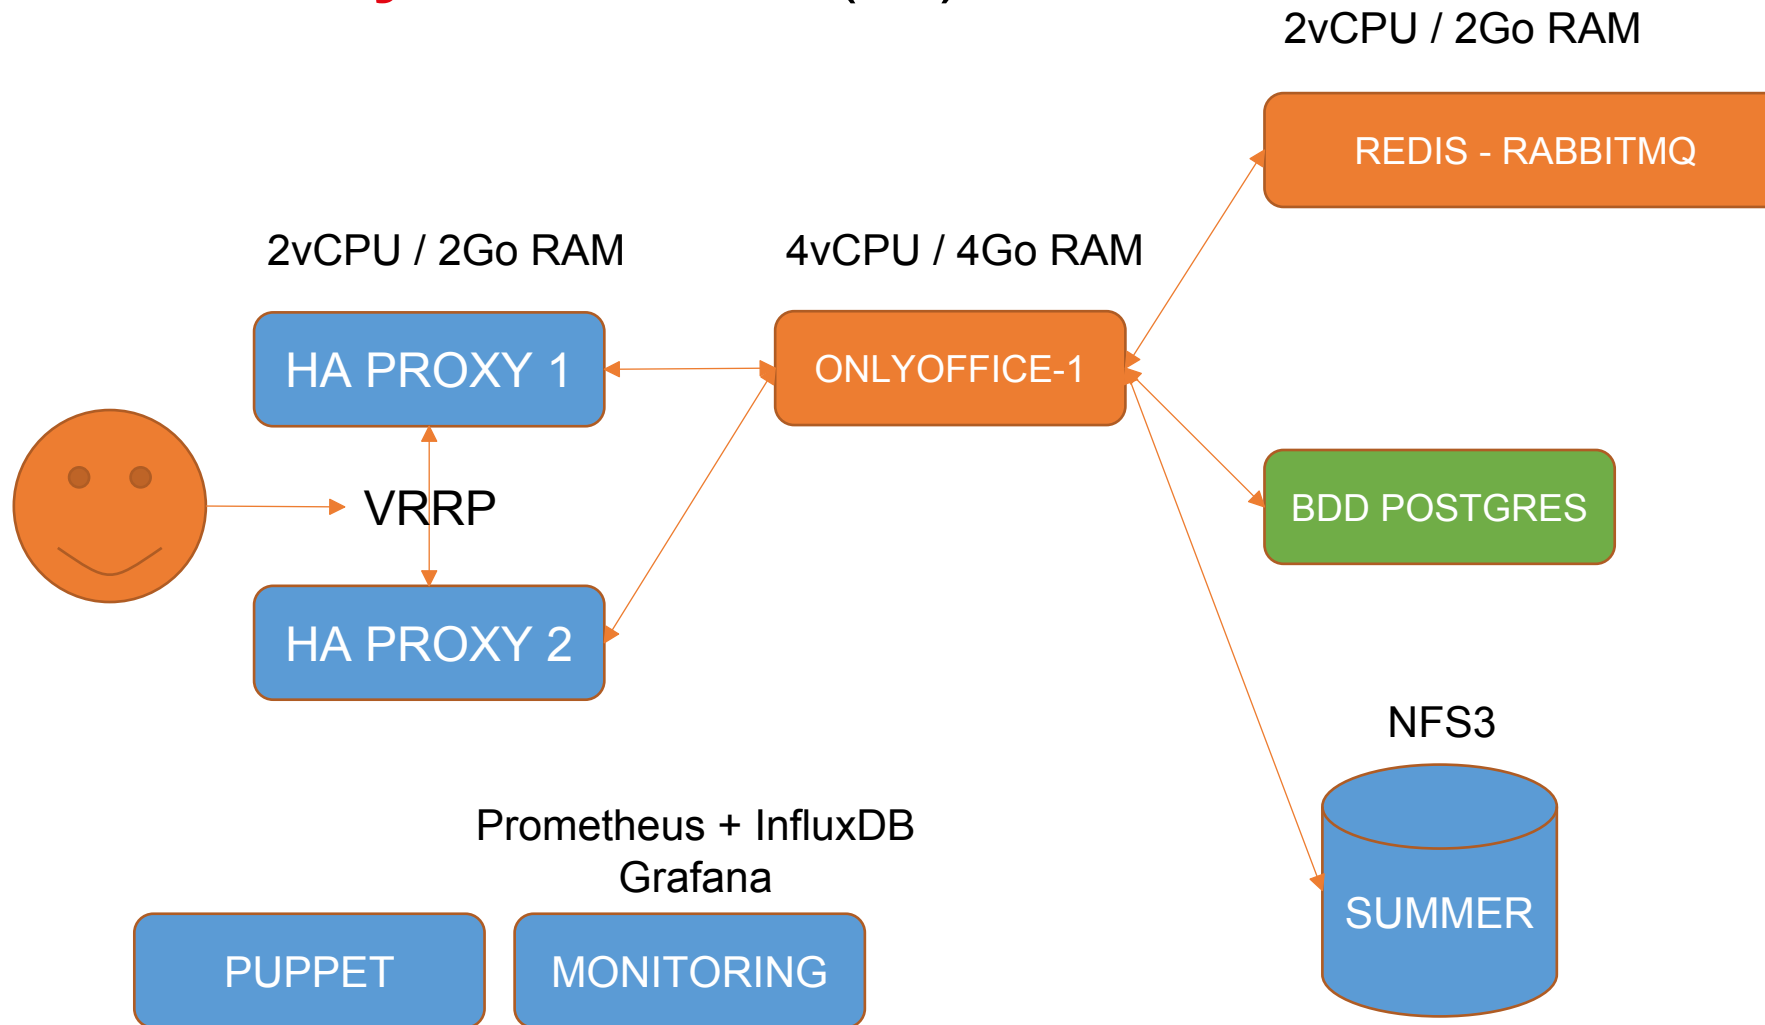 2vCPU / 2Go RAM
REDIS - RABBITMQ
2vCPU / 2Go RAM
4vCPU / 4Go RAM
HA PROXY 1
ONLYOFFICE-1
VRRP
BDD POSTGRES
HA PROXY 2
NFS3
Prometheus + InfluxDB
Grafana
SUMMER
PUPPET
MONITORING